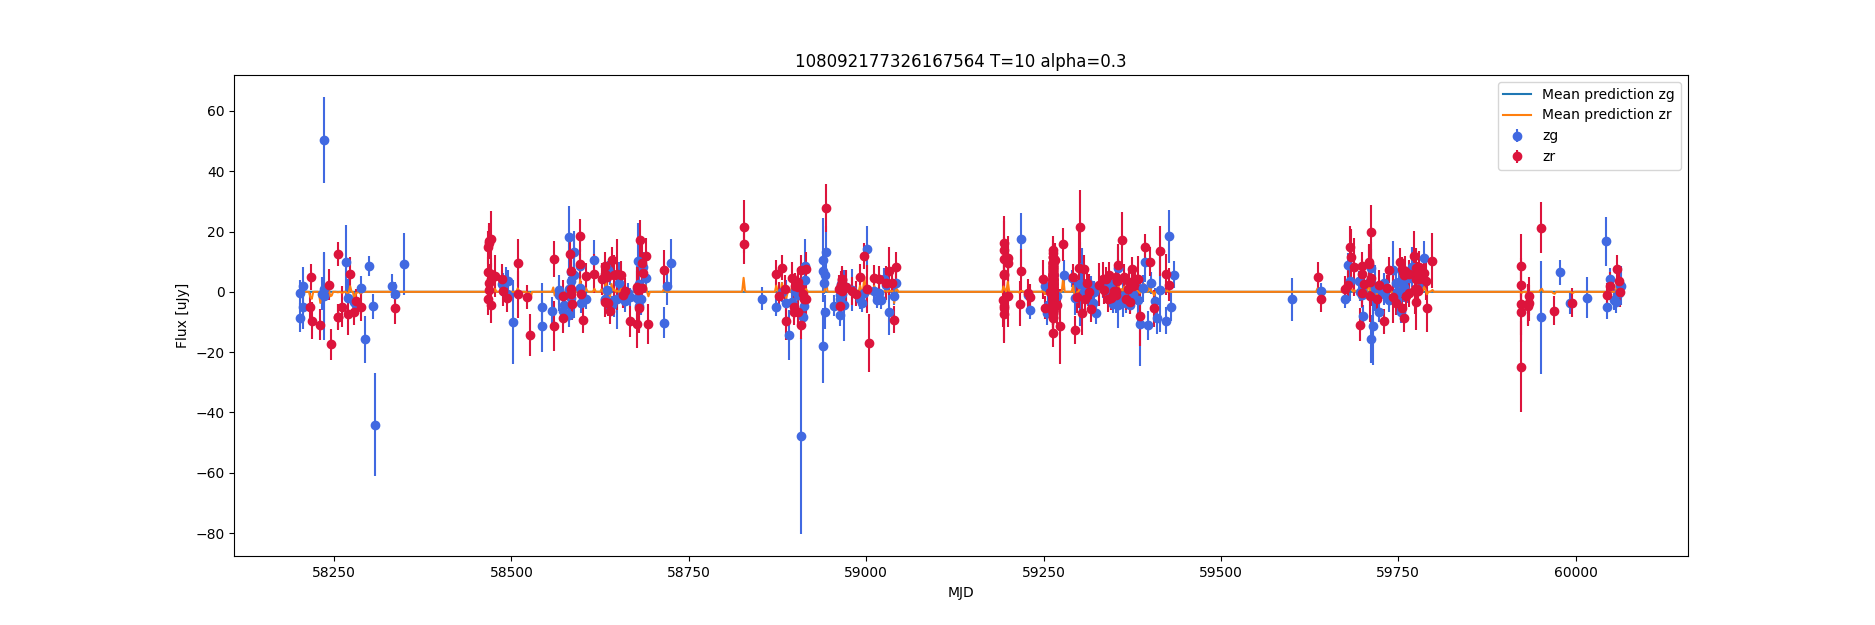 108092177326167564 T=10 alpha=0.3
Mean prediction zg
Mean prediction zr
zg
zr
60
40
20
0
−20
−40
−60
−80
Flux [uJy]
58250
58500
58750
59000
59250
59500
59750
60000
MJD